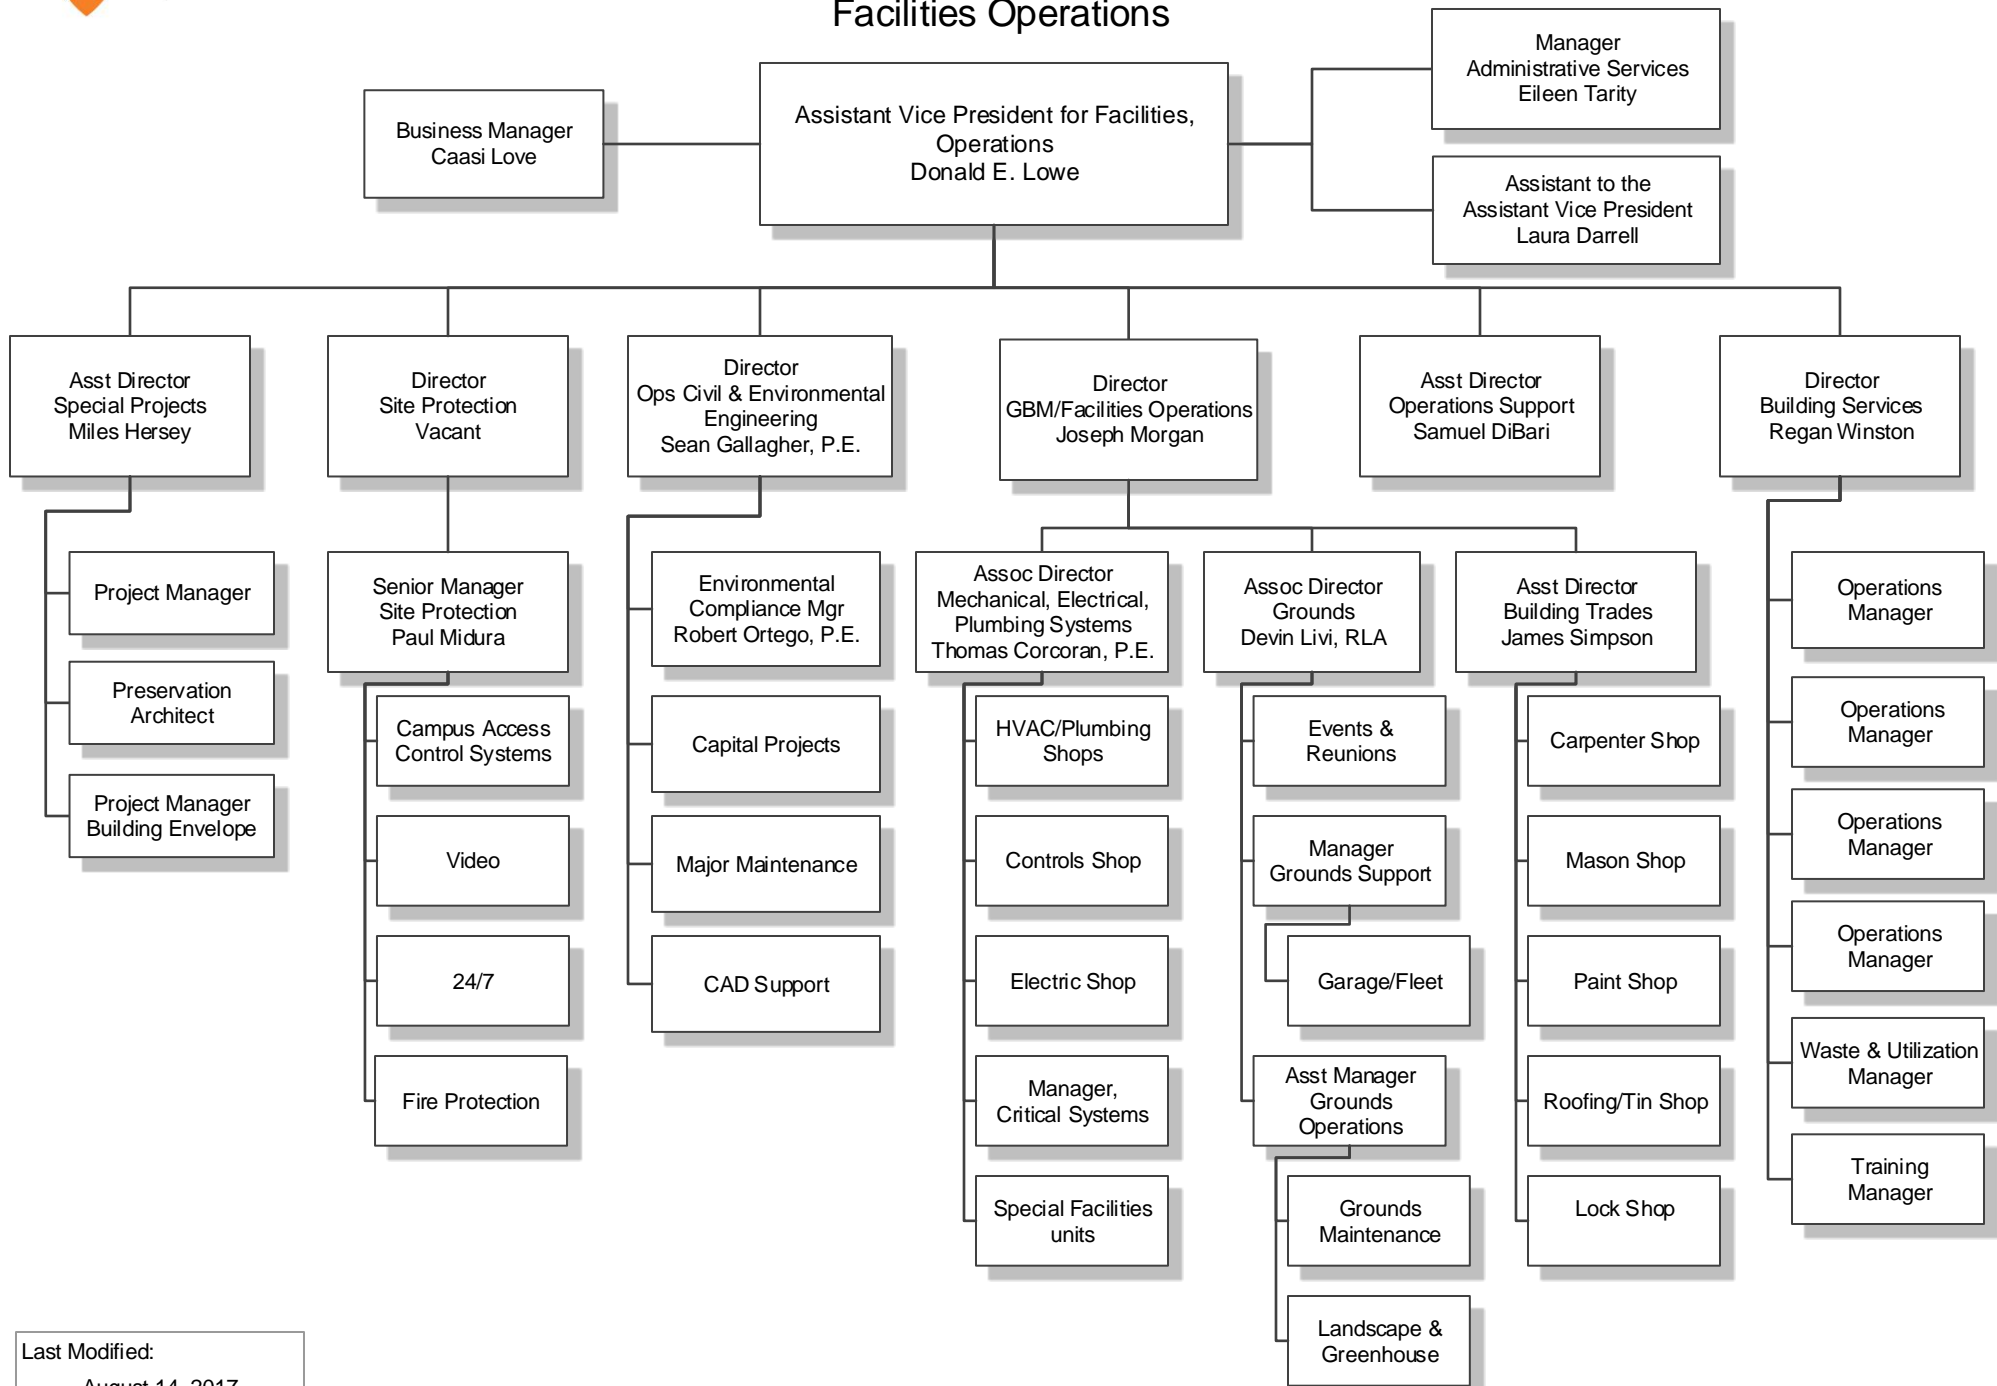 Facilities Operations
Manager
Administrative Services
Eileen Tarity
Business Manager
Caasi Love
Assistant Vice President for Facilities,
Operations
Donald E. Lowe
Assistant to the
Assistant Vice President
Laura Darrell
Asst Director
Special Projects
Miles Hersey
Director
Site Protection
Vacant
Director
Ops Civil & Environmental
Engineering
Sean Gallagher, P.E.
Director
GBM/Facilities Operations
Joseph Morgan
Asst Director
Operations Support
Samuel DiBari
Director
Building Services
Regan Winston
Project Manager
Preservation
Architect
Project Manager
Building Envelope
Senior Manager
Site Protection
Paul Midura
Campus Access
Control Systems
Video
24/7
Fire Protection
Environmental
Compliance Mgr
Robert Ortego, P.E.
Capital Projects
Major Maintenance
CAD Support
Assoc Director
Mechanical, Electrical,
Plumbing Systems
Thomas Corcoran, P.E.
HVAC/Plumbing
Shops
Controls Shop
Electric Shop
Manager,
Critical Systems
Special Facilities
units
Assoc Director
Grounds
Devin Livi, RLA
Events &
Reunions
Manager
Grounds Support
Garage/Fleet
Asst Manager
Grounds
Operations
Grounds
Maintenance
Landscape &
Greenhouse
Asst Director
Building Trades
James Simpson
Carpenter Shop
Mason Shop
Paint Shop
Roofing/Tin Shop
Lock Shop
Operations
Manager
Operations
Manager
Operations
Manager
Operations
Manager
Waste & Utilization
Manager
Training
Manager
Last Modified:
August 14, 2017